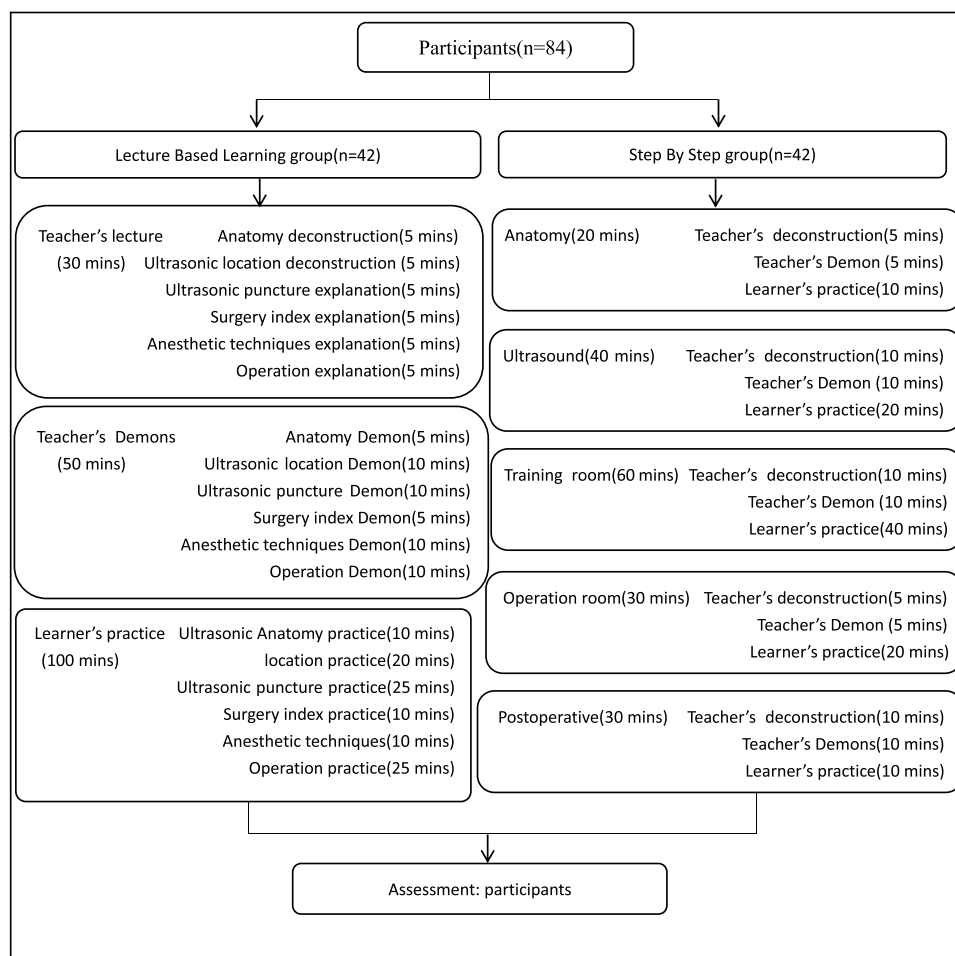 Participants(n=84)
Lecture Based Learning group(n=42)
Step By Step group(n=42)
Teacher's lecture Anatomy deconstruction(5 mins)
(30 mins) Ultrasonic location deconstruction (5 mins)
Ultrasonic puncture explanation(5 mins)
Surgery index explanation(5 mins)
Anesthetic techniques explanation(5 mins)
Operation explanation(5 mins)
Teacher's Demons Anatomy Demon(5 mins)
(50 mins) Ultrasonic location Demon(10 mins)
Ultrasonic puncture Demon(10 mins)
Surgery index Demon(5 mins)
Anesthetic techniques Demon(10 mins)
Operation Demon(10 mins)
Learner's practice Ultrasonic Anatomy practice(10 mins)
(100 mins) location practice(20 mins)
Ultrasonic puncture practice(25 mins)
Surgery index practice(10 mins)
Anesthetic techniques(10 mins)
Operation practice(25 mins)
Anatomy(20 mins) Teacher's deconstruction(5 mins)
Teacher's Demon (5 mins)
Learner's practice(10 mins)
Ultrasound(40 mins) Teacher's deconstruction(10 mins)
Teacher's Demon (10 mins)
Learner's practice(20 mins)
Training room(60 mins) Teacher's deconstruction(10 mins)
Teacher's Demon (10 mins)
Learner's practice(40 mins)
Operation room(30 mins) Teacher's deconstruction(5 mins)
Teacher's Demon (5 mins)
Learner's practice(20 mins)
Postoperative(30 mins) Teacher's deconstruction(10 mins)
Teacher's Demons(10 mins)
Learner's practice(10 mins)
Assessment: participants